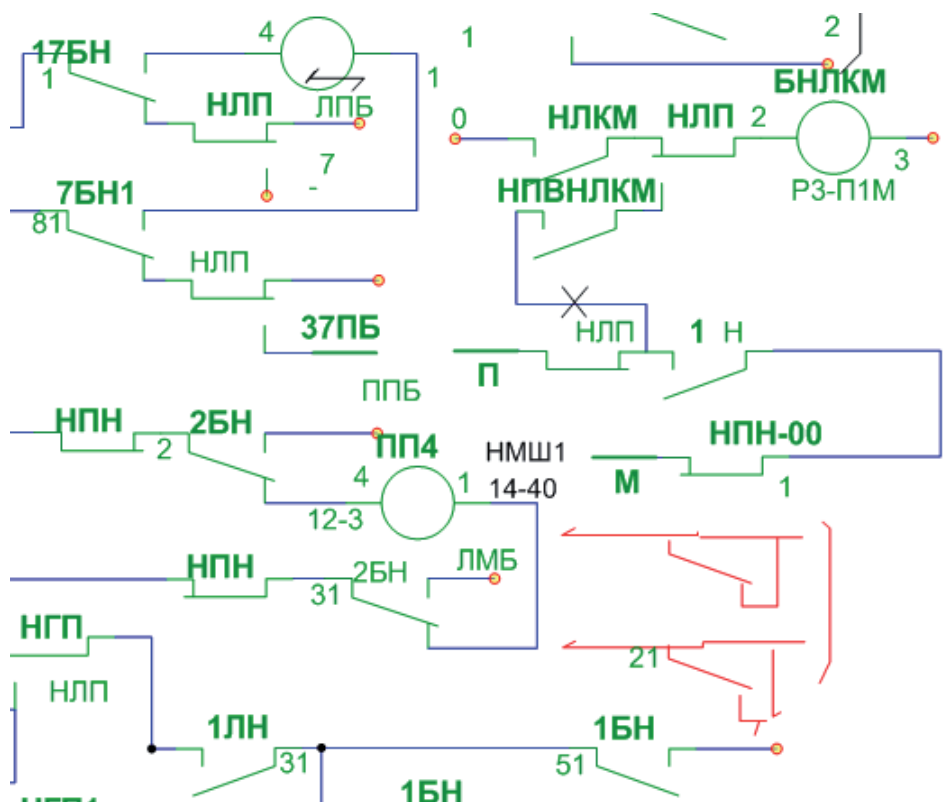 4
2
17БН
1
1
1
БНЛКМ
НЛП
ЛПБ
0
НЛКМ
НЛП
2
3
7
-
7БН1
НПВНЛКМ
Р3-П1М
81
НЛП
37ПБ
НЛП
1
Н
П
ППБ
НПН
2БН
2
ПП4
НМШ1
НПН-00
4
1
14-40
М
1
12-3
НПН
2БН
31
ЛМБ
НГП
21
НЛП
1ЛН
1БН
31
51
1БН